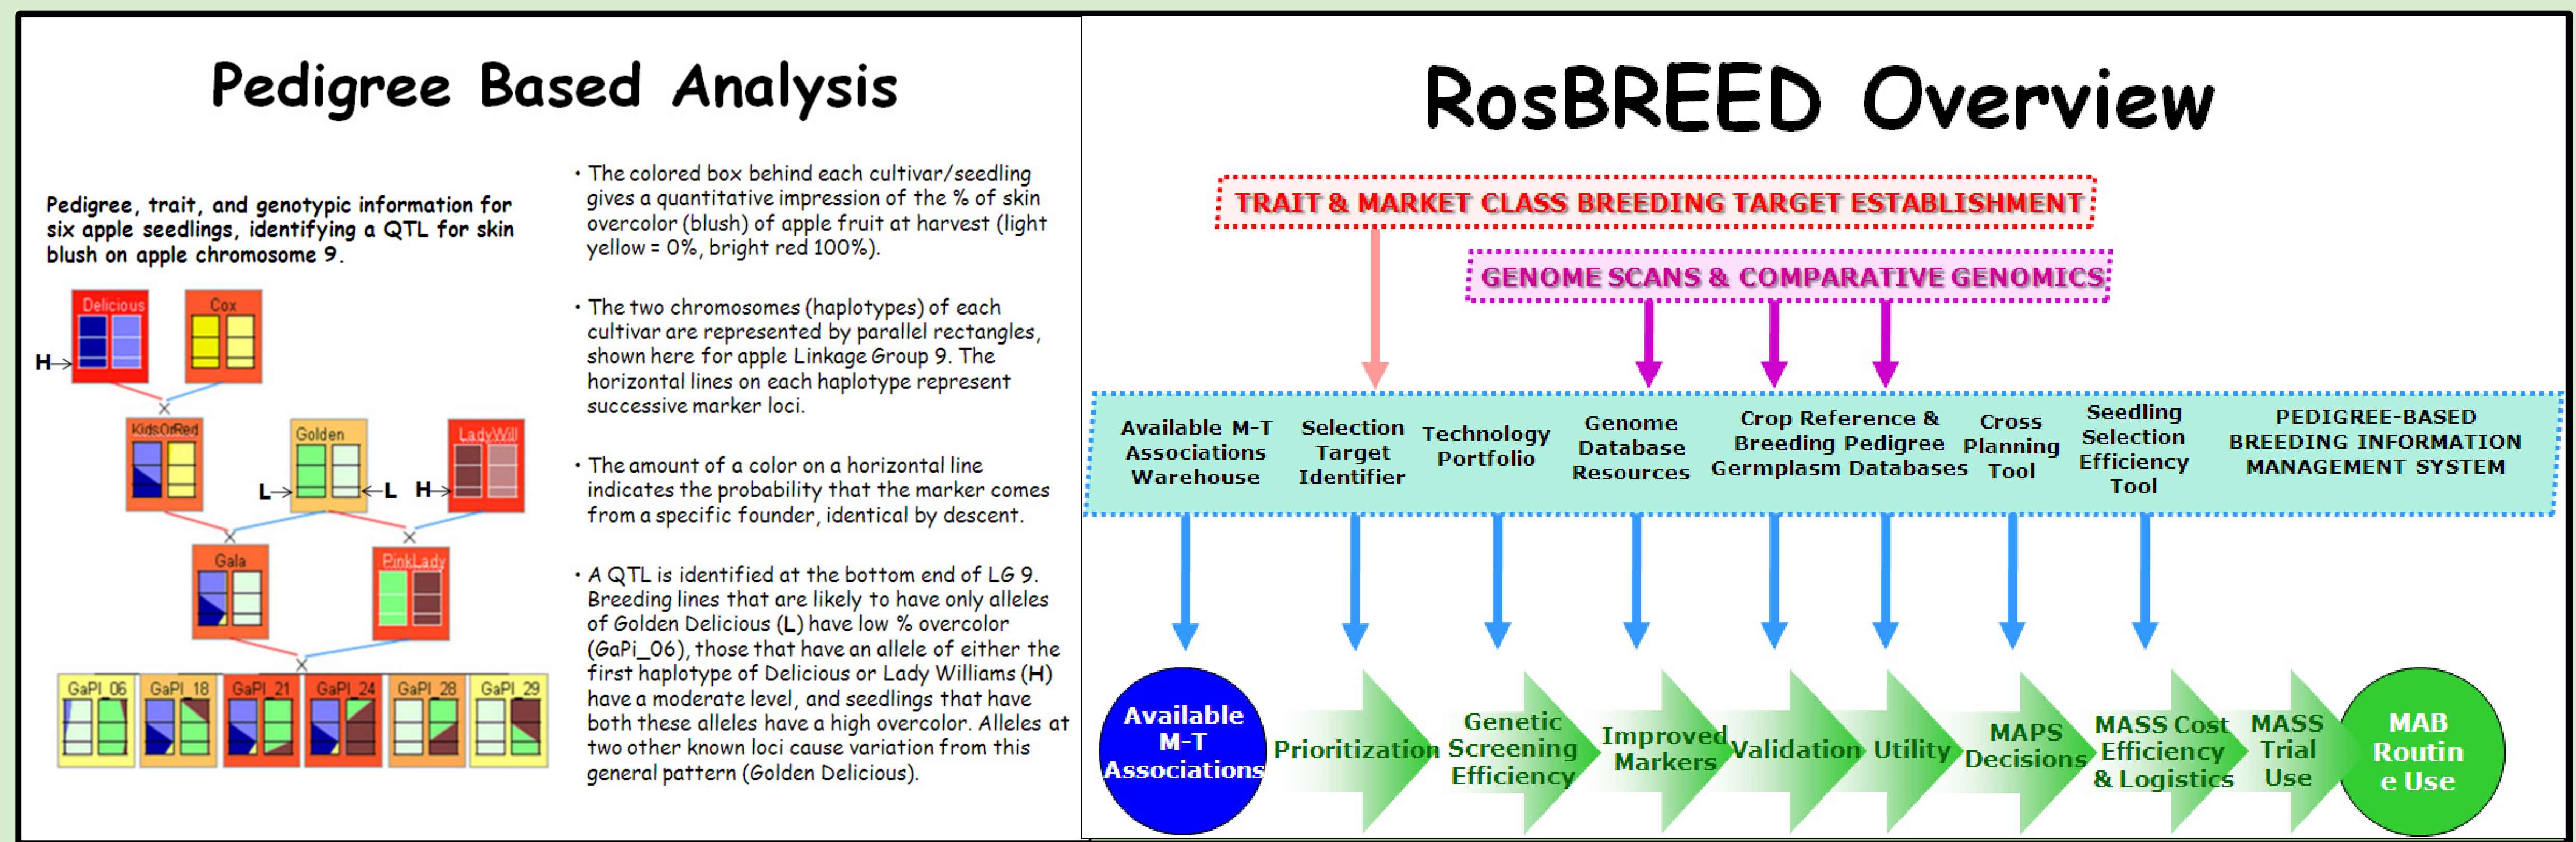 Pedigree Based Analysis
Pedigree, trait, and genotypic information for
six apple seedlings, identifying a QTL for skin
blush on apple chromosome 9.
Delicious
Cox
H
KidsOrRed
Golden
LadyWill
L
L
H
Gala
PinkLady
GaPI_06
GaPI_18
GaPI_21
GaPI_24
GaPI_28
GaPI_29
• The colored box behind each cultivar/seedling
gives a quantitative impression of the % of skin
overcolor (blush) of apple fruit at harvest (light
yellow = 0%, bright red 100%).
• The two chromosomes (haplotypes) of each
cultivar are represented by parallel rectangles,
shown here for apple Linkage Group 9. The
horizontal lines on each haplotype represent
successive marker loci.
• The amount of a color on a horizontal line
indicates the probability that the marker comes
from a specific founder, identical by descent.
• A QTL is identified at the bottom end of LG 9.
Breeding lines that are likely to have only alleles
of Golden Delicious (L) have low % overcolor
(GaPi_06), those that have an allele of either the
first haplotype of Delicious or Lady Williams (H)
have a moderate level, and seedlings that have
both these alleles have a high overcolor. Alleles at
two other known loci cause variation from this
general pattern (Golden Delicious).
RosBREED Overview
TRAIT & MARKET CLASS BREEDING TARGET ESTABLISHMENT
GENOME SCANS & COMPARATIVE GENOMICS
Available M-T
Associations
Warehouse
Selection
Target
Identifier
Technology
Portfolio
Genome
Database
Resources
Crop Reference &
Breeding Pedigree
Germplasm Databases
Cross
Planning
Tool
Seedling
Selection
Efficiency
Tool
PEDIGREE-BASED
BREEDING INFORMATION
MANAGEMENT SYSTEM
Available
M-T
Associations
Prioritization
Genetic
Screening
Efficiency
Improved
Markers
Validation
Utility
MAPS
Decisions
MASS Cost
Efficiency
& Logistics
MASS
Trial
Use
MAB
Routin
e Use